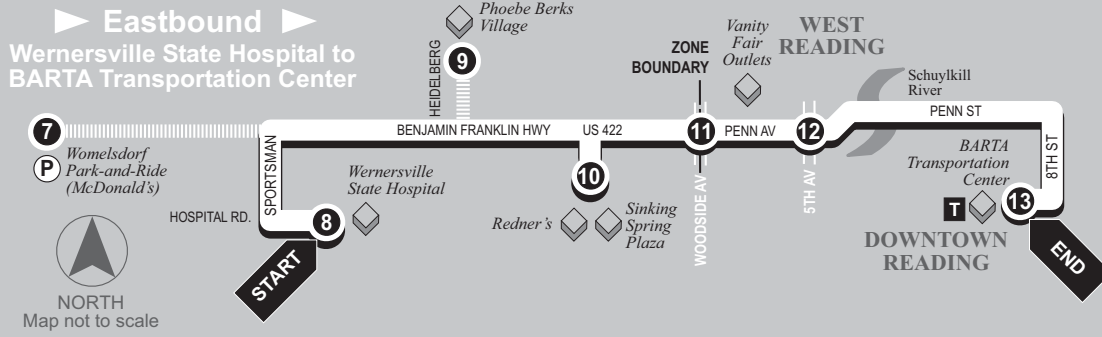 Eastbound
Wernersville State Hospital to
BARTA Transportation Center
Phoebe Berks
Village
HEIDELBERG
9
ZONE
BOUNDARY
Vanity
Fair
Outlets
WEST
READING
Schuylkill
River
7
P
Womelsdorf
Park-and-Ride
(McDonald's)
SPORTSMAN
BENJAMIN FRANKLIN HWY
US 422
11
PENN AV
12
PENN ST
8TH ST
HOSPITAL RD.
8
Wernersville
State Hospital
START
10
Redner's
Sinking
Spring
Plaza
WOODSIDE AV
5TH AV
BARTA
Transportation
Center
T
13
DOWNTOWN
READING
END
NORTH
Map not to scale